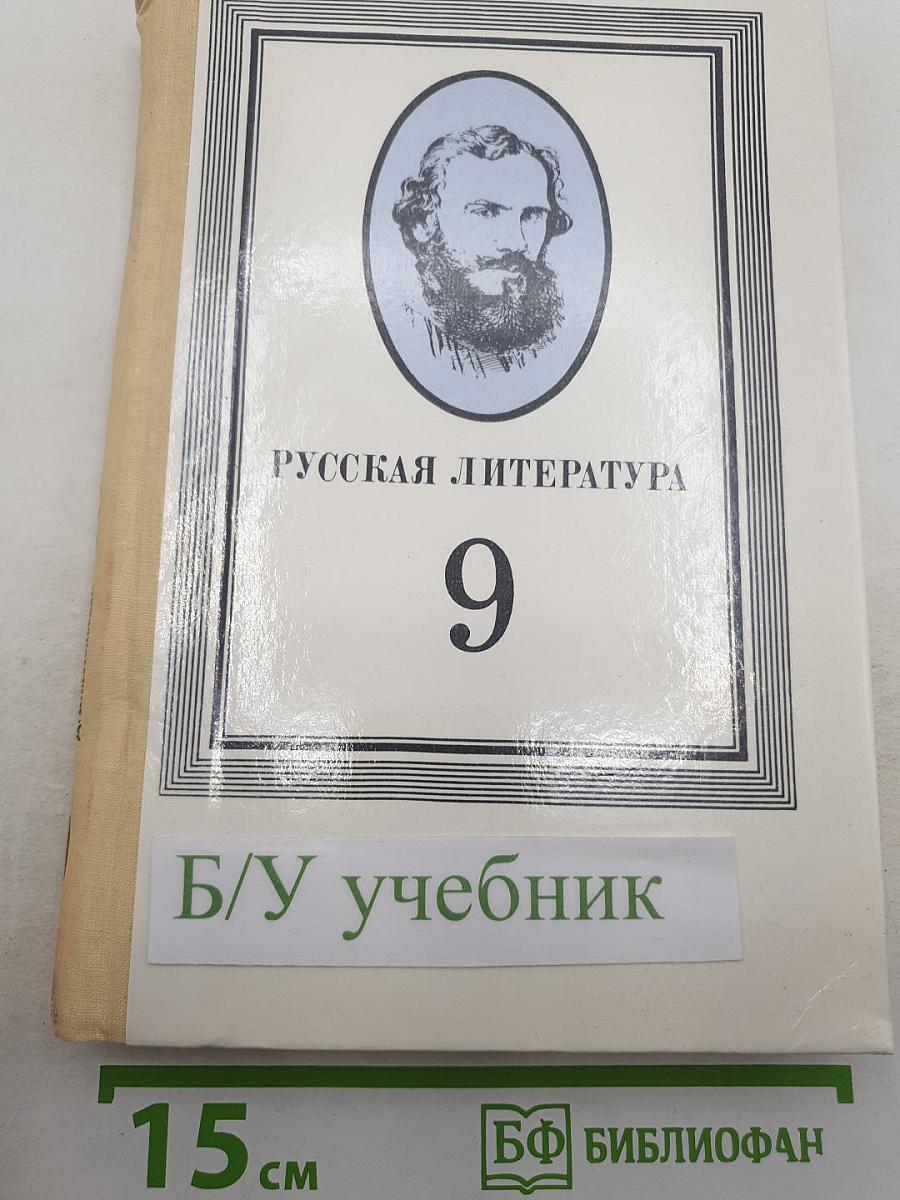 РУССКАЯ ЛИТЕРАТУРА
9
Б/У учебник
15 см
БФ БИБЛИОФАН